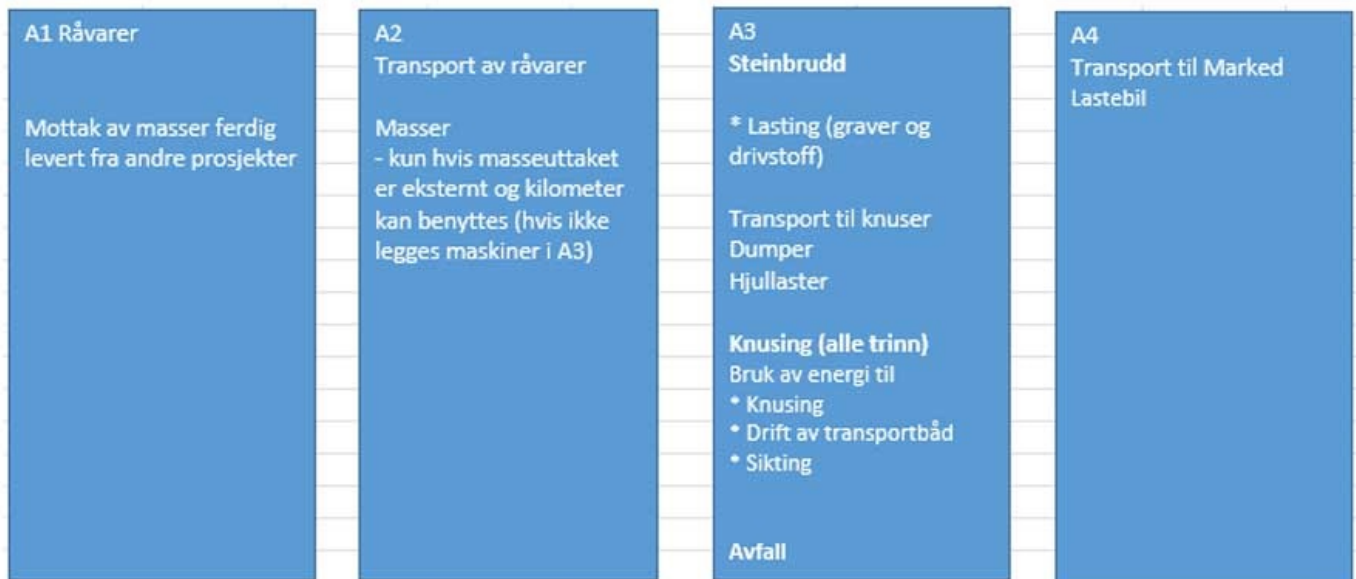 A1 Råvarer
Mottak av masser ferdig
levert fra andre prosjekter
A2
Transport av råvarer
Masser
- kun hvis masseuttaket
er eksternt og kilometer
kan benyttes (hvis ikke
legges maskiner i A3)
A3
Steinbrudd
* Lasting (graver og
drivstoff)
Transport til knuser
Dumper
Hjullaster
Knusing (alle trinn)
Bruk av energi til
* Knusing
* Drift av transportbåd
* Sikting
Avfall
A4
Transport til Marked
Lastebil